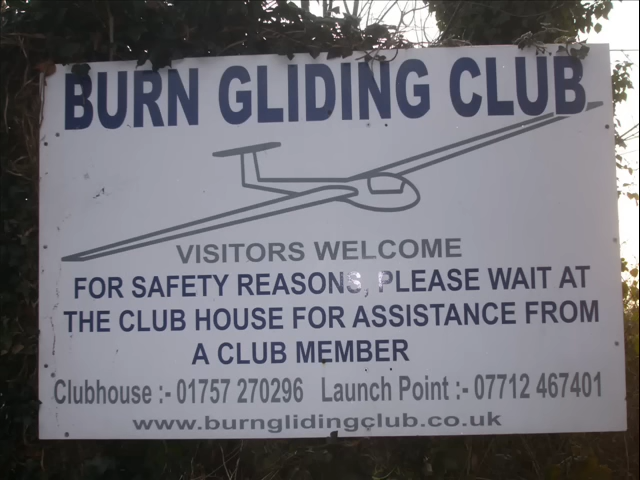 BURN GLIDING CLUB
VISITORS WELCOME
FOR SAFETY REASONS, PLEASE WAIT AT
THE CLUB HOUSE FOR ASSISTANCE FROM
A CLUB MEMBER
Clubhouse :- 01757 270296 Launch Point :- 07712 467401
www.burnglidingclub.co.uk